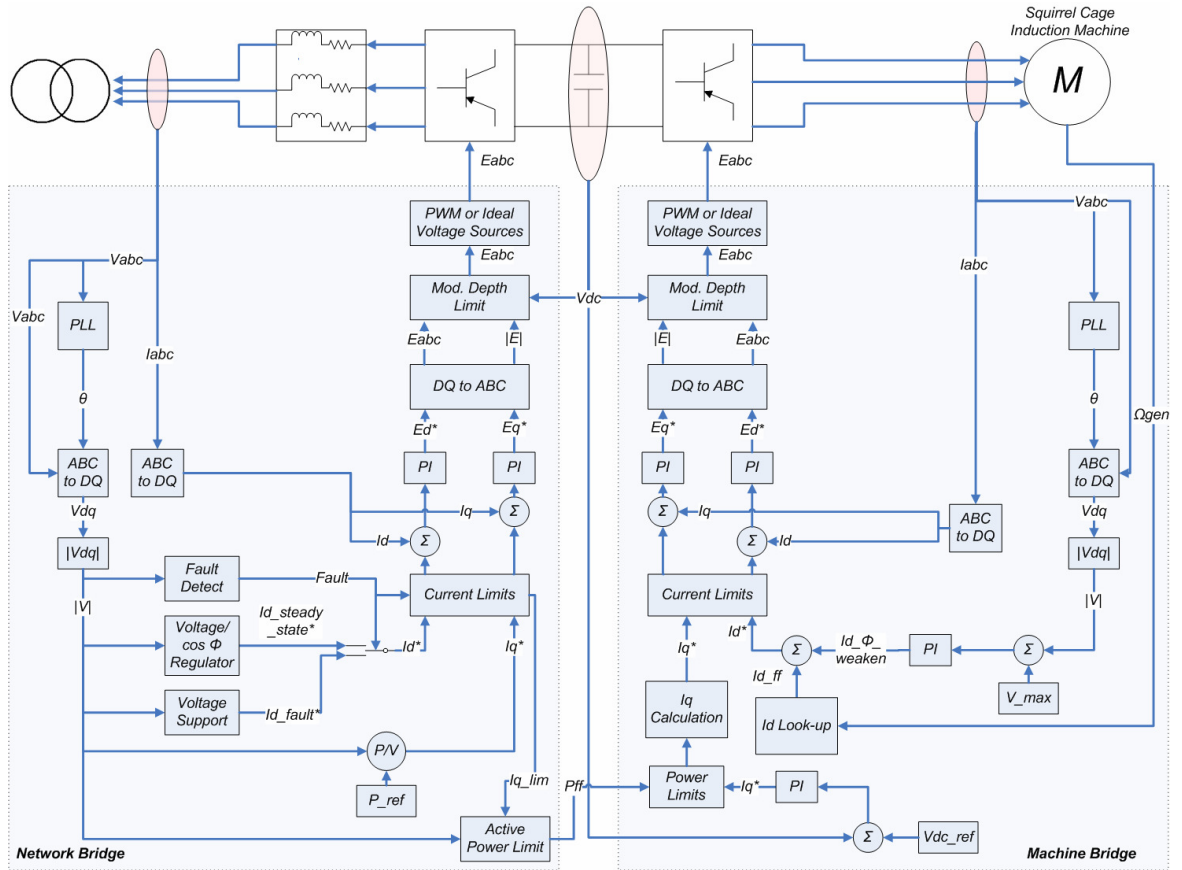 Squirrel Cage
Induction Machine
M
Eabc
Eabc
PWM or Ideal
Voltage Sources
PWM or Ideal
Voltage Sources
Vabc
Eabc
Eabc
Vabc
Iabc
Mod. Depth
Limit
Vdc
Mod. Depth
Limit
Vabc
PLL
PLL
Iabc
Eabc
|E|
|E|
Eabc
DQ to ABC
DQ to ABC
θ
θ
Ωgen
Ed*
Eq*
Eq*
Ed*
ABC
to DQ
ABC
to DQ
PI
PI
PI
PI
ABC
to DQ
Vdq
Iq
Σ
Σ
Iq
ABC
to DQ
Vdq
Id
Σ
Σ
Id
|Vdq|
|Vdq|
Fault
Detect
Fault
Current Limits
Current Limits
|V|
|V|
Id_steady
_state*
Voltage/
cos Φ
Regulator
Id*
Iq*
Iq*
Id*
Σ
Id_Φ_
weaken
PI
Σ
Id_ff
V_max
Voltage
Support
Id_fault*
Iq
Calculation
Id Look-up
P/V
P_ref
Iq_lim
Pff
Power
Limits
Iq*
PI
Active
Power Limit
Σ
Vdc_ref
Network Bridge
Machine Bridge